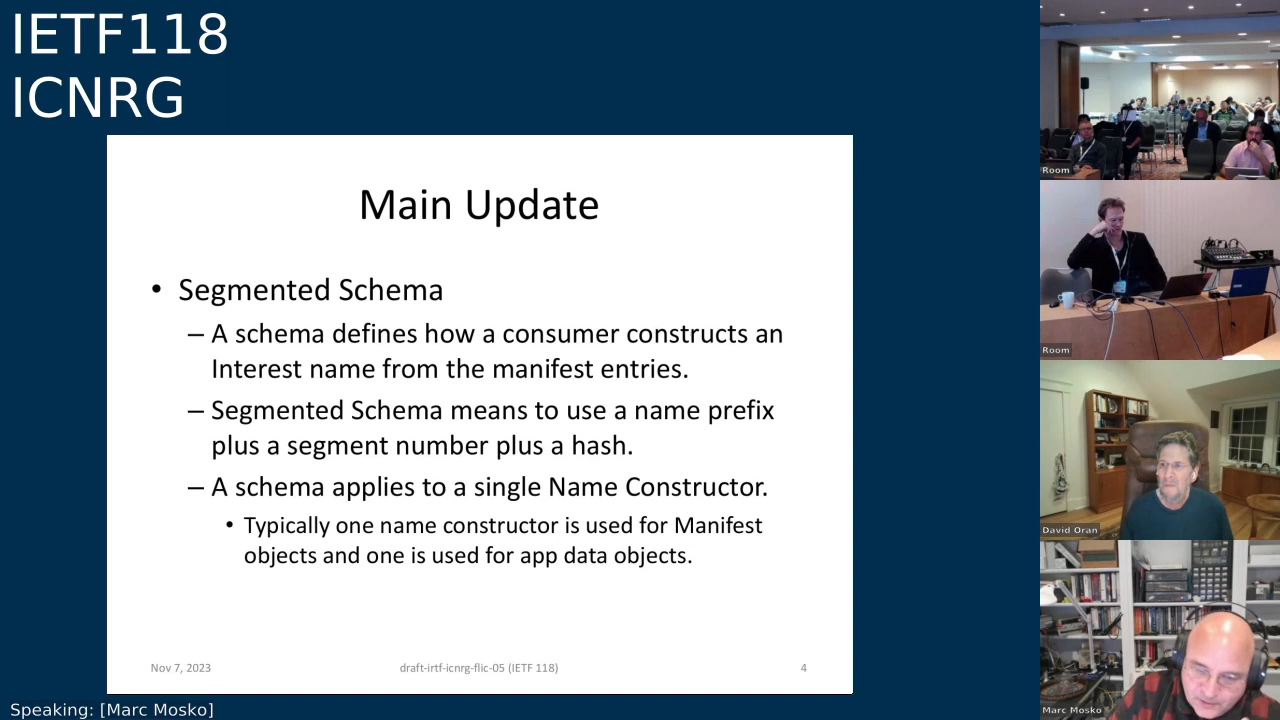 IETF118
ICNRG
Main Update
• Segmented Schema
– A schema defines how a consumer constructs an
Interest name from the manifest entries.
– Segmented Schema means to use a name prefix
plus a segment number plus a hash.
– A schema applies to a single Name Constructor.
• Typically one name constructor is used for Manifest
objects and one is used for app data objects.
Nov 7, 2023
draft-irtf-icnrg-flic-05 (IETF 118)
4
Speaking: [Marc Mosko]
Room
Room
David Oran
Marc Mosko